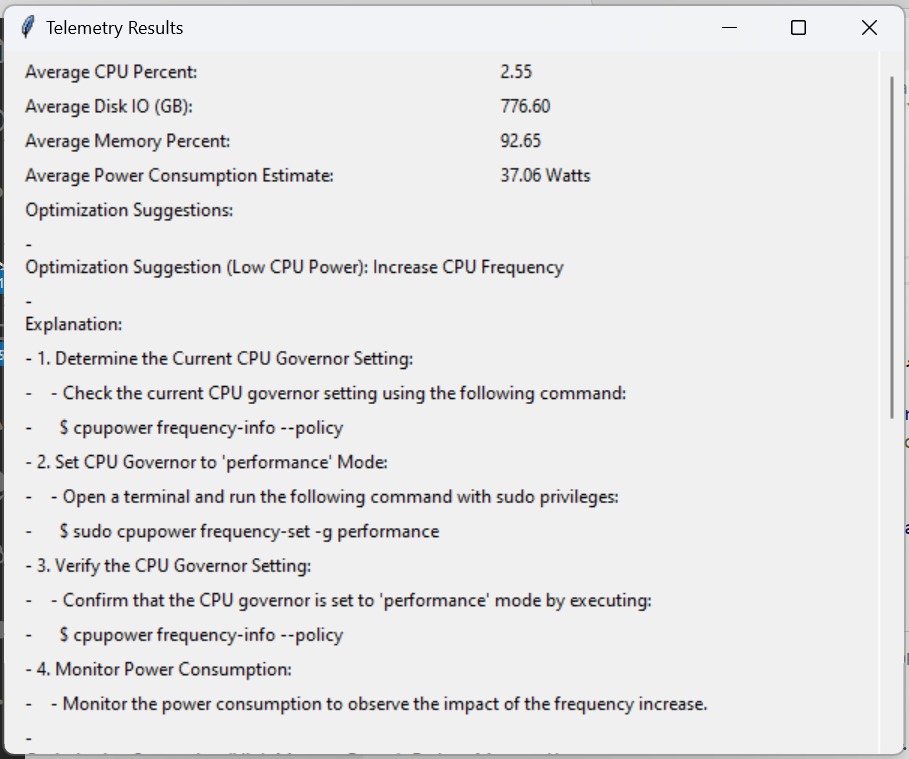 Telemetry Results
Average CPU Percent: 2.55
Average Disk IO (GB): 776.60
Average Memory Percent: 92.65
Average Power Consumption Estimate: 37.06 Watts
Optimization Suggestions:
-
Optimization Suggestion (Low CPU Power): Increase CPU Frequency
-
Explanation:
- 1. Determine the Current CPU Governor Setting:
-    - Check the current CPU governor setting using the following command:
-      $ cpupower frequency-info --policy
- 2. Set CPU Governor to 'performance' Mode:
-    - Open a terminal and run the following command with sudo privileges:
-      $ sudo cpupower frequency-set -g performance
- 3. Verify the CPU Governor Setting:
-    - Confirm that the CPU governor is set to 'performance' mode by executing:
-      $ cpupower frequency-info --policy
- 4. Monitor Power Consumption:
-    - Monitor the power consumption to observe the impact of the frequency increase.
-